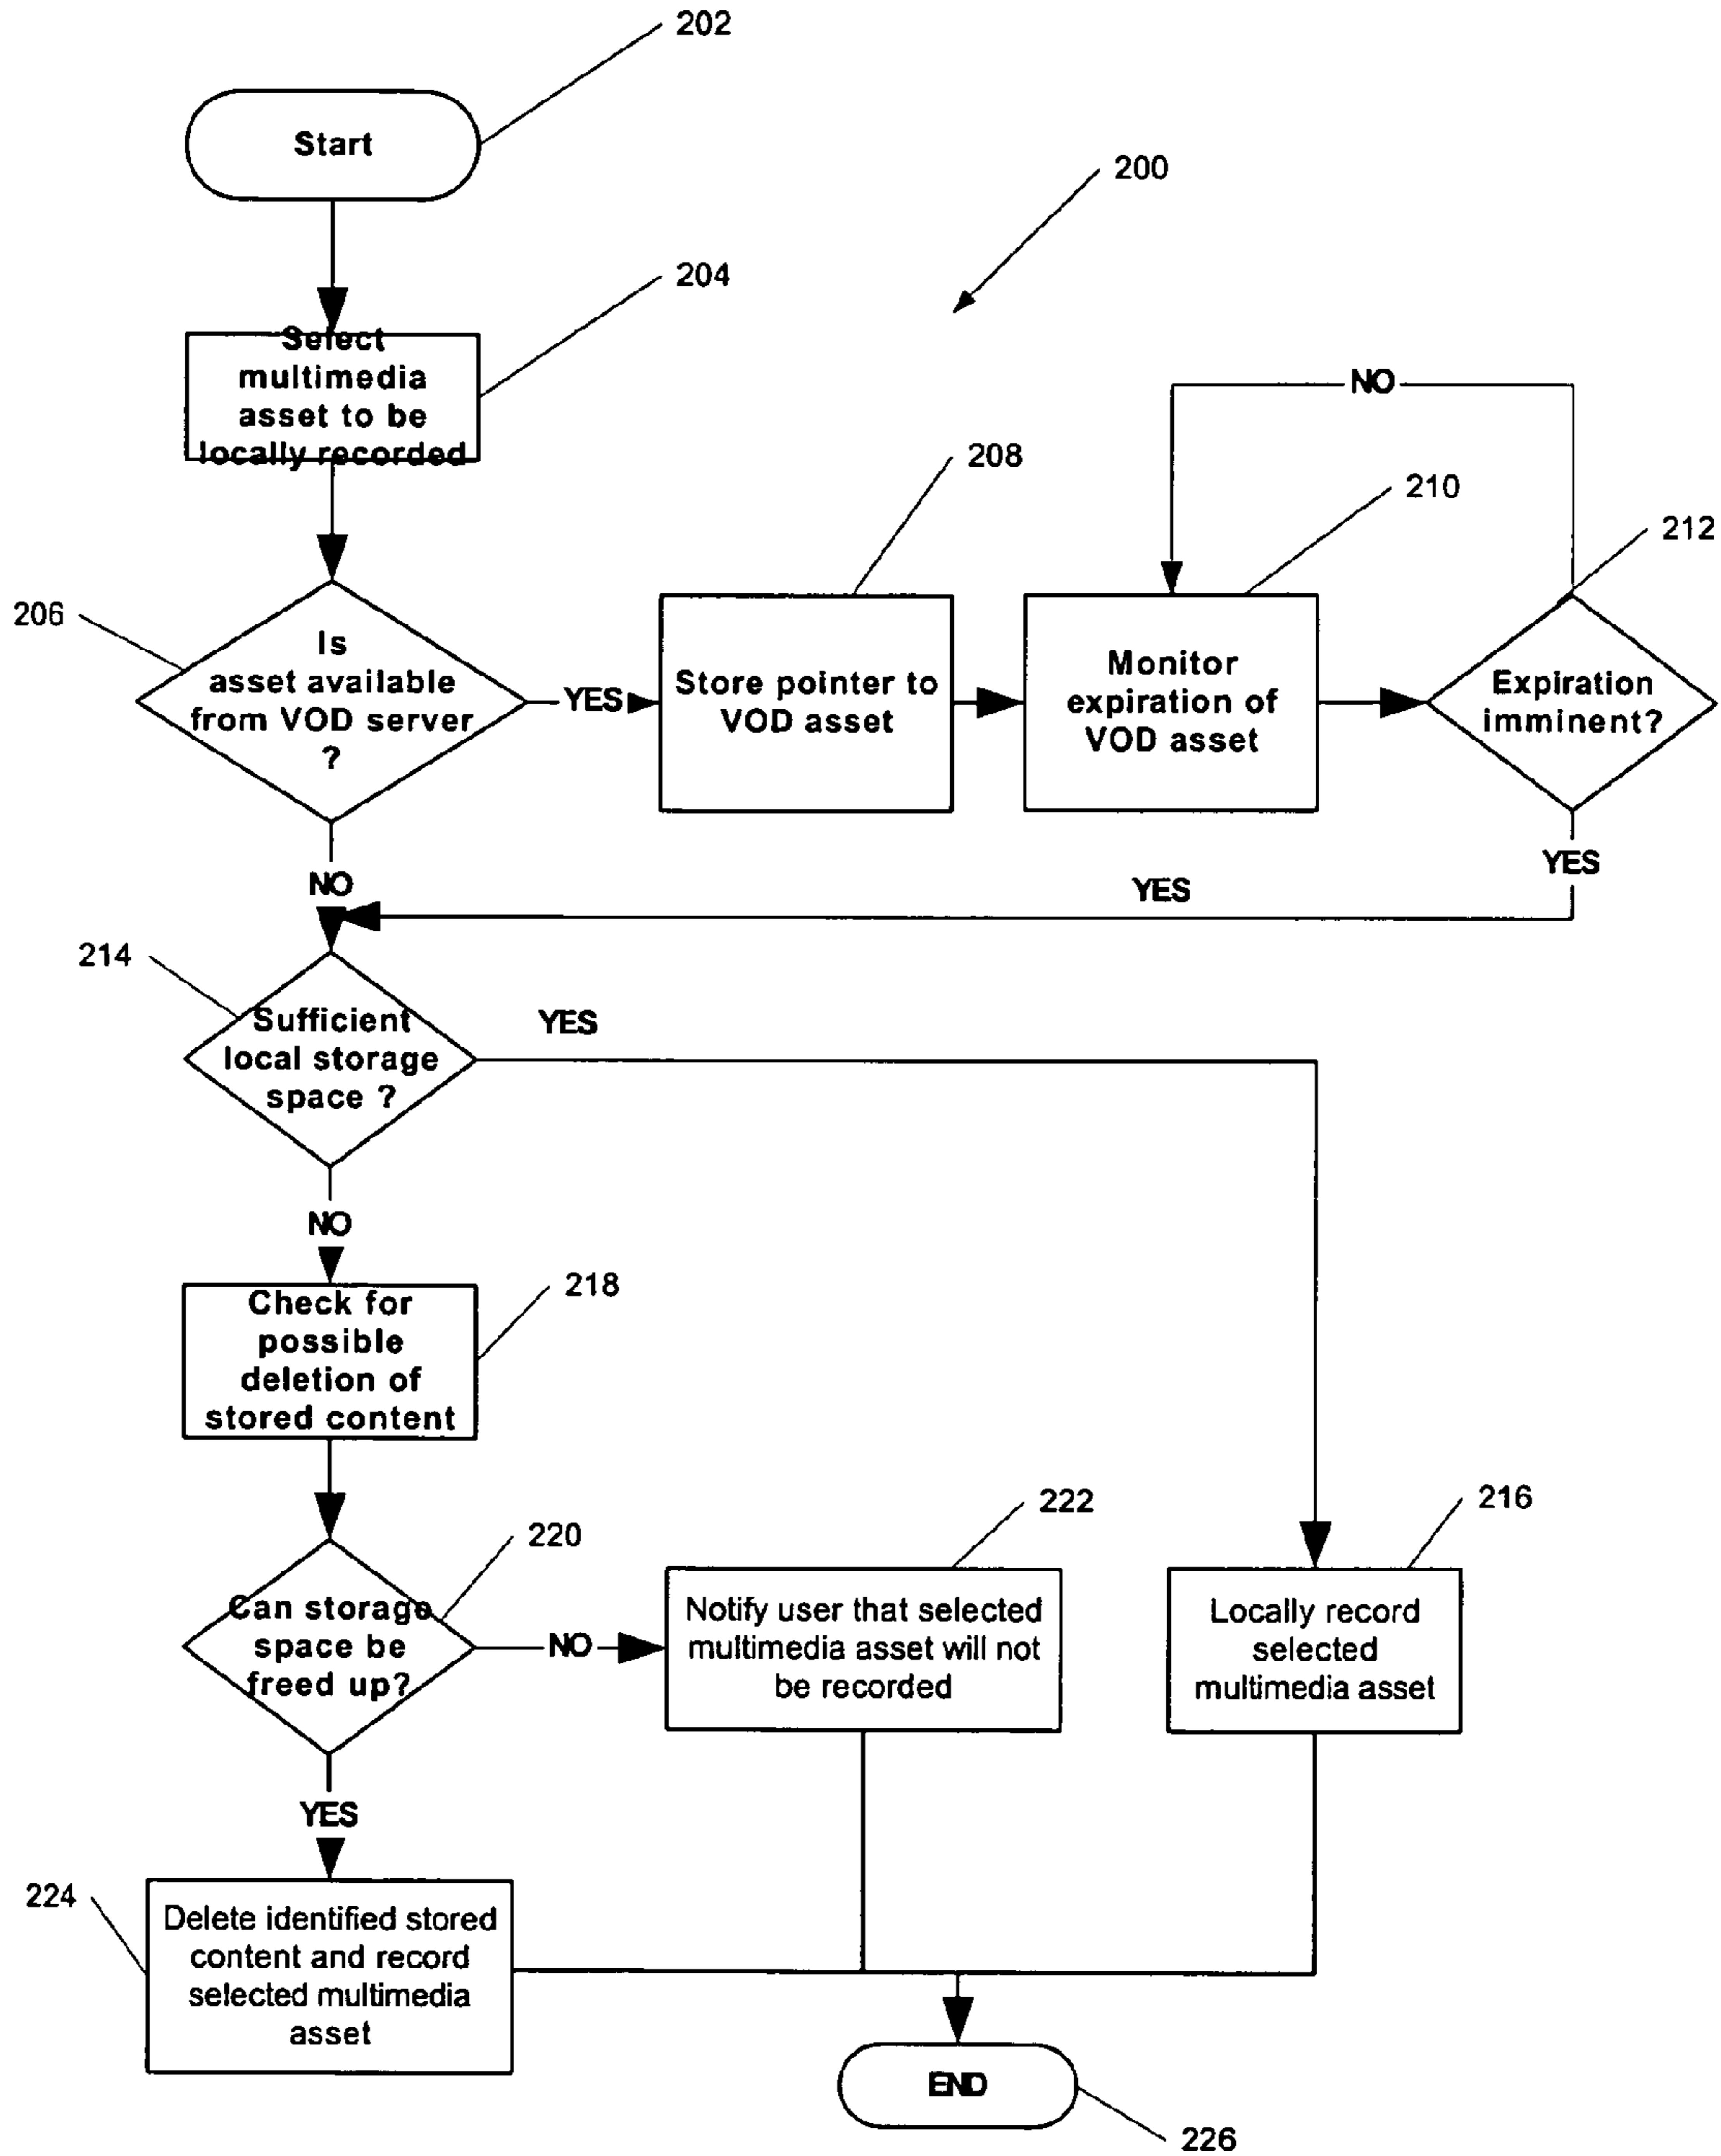 202
Start
200
204
Select
multimedia
asset to be
locally recorded
NO
208
210
212
206
Is
asset available
from VOD server
?
YES
Store pointer to
VOD asset
Monitor
expiration of
VOD asset
Expiration
imminent?
YES
NO
YES
214
Sufficient
local storage
space ?
YES
NO
218
Check for
possible
deletion of
stored content
220
222
216
Can storage
space be
freed up?
NO
Notify user that selected
multimedia asset will not
be recorded
Locally record
selected
multimedia asset
YES
224
Delete identified stored
content and record
selected multimedia
asset
END
226